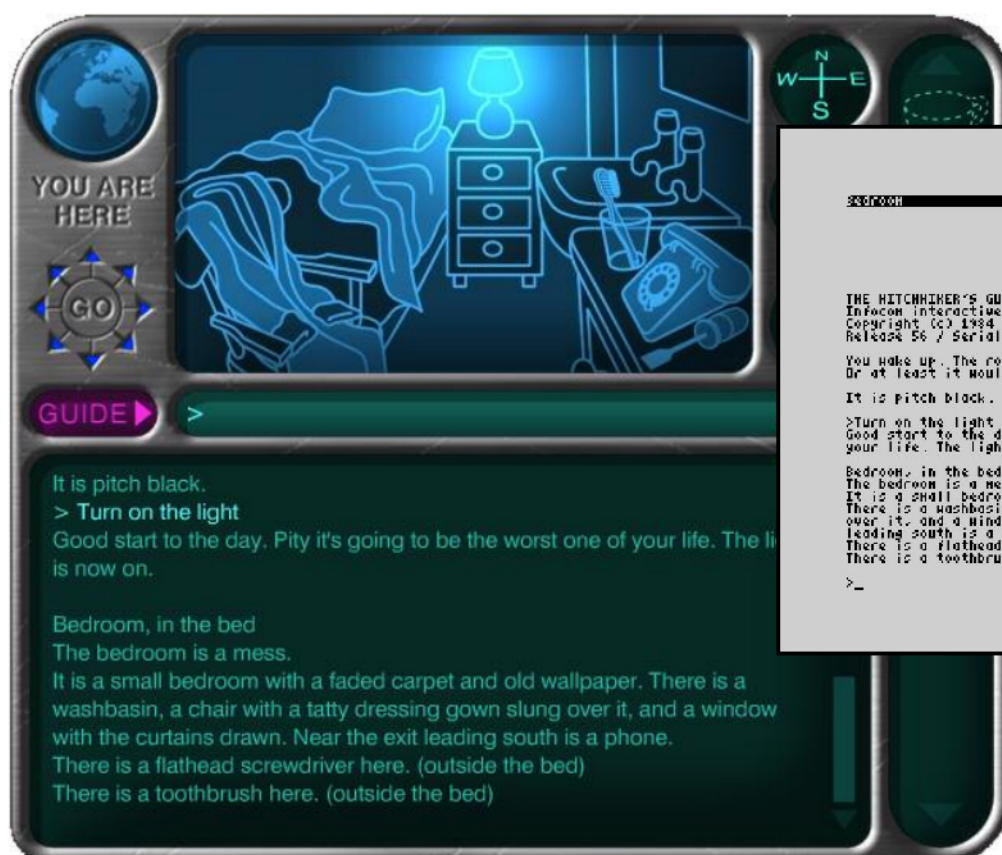 N
W E
S
YOU ARE
HERE
GO
GUIDE
>
It is pitch black.
> Turn on the light
Good start to the day. Pity it's going to be the worst one of your life. The li
is now on.
Bedroom, in the bed
The bedroom is a mess.
It is a small bedroom with a faded carpet and old wallpaper. There is a
washbasin, a chair with a tatty dressing gown slung over it, and a window
with the curtains drawn. Near the exit leading south is a phone.
There is a flathead screwdriver here. (outside the bed)
There is a toothbrush here. (outside the bed)
Bedroom
THE HITCHHIKER'S GU
Infocom interactive
Copyright (c) 1984
Release 56 / Serial
You wake up. The ro
Or at least it woul
It is pitch black.
>Turn on the light
Good start to the d
your life. The ligh
Bedroom, in the bed
The bedroom is a me
It is a small bedro
There is a washbasi
over it, and a wind
leading south is a
There is a flathead
There is a toothbru
>_